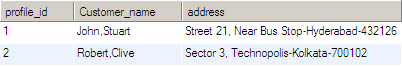 profile_id Customer_name address
1 John,Stuart Street 21, Near Bus Stop-Hyderabad-432126
2 Robert,Clive Sector 3, Technopolis-Kolkata-700102